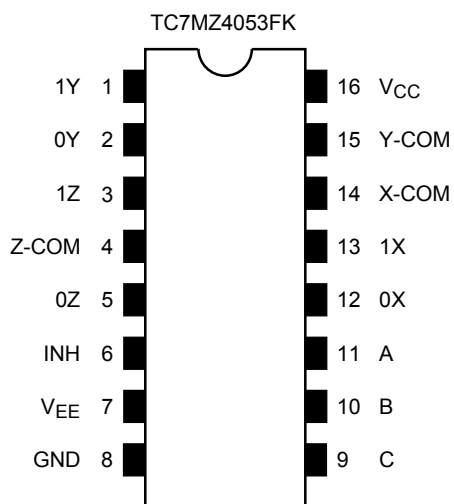 TC7MZ4053FK
1Y 1 16 VCC
0Y 2 15 Y-COM
1Z 3 14 X-COM
Z-COM 4 13 1X
0Z 5 12 0X
INH 6 11 A
VEE 7 10 B
GND 8 9 C